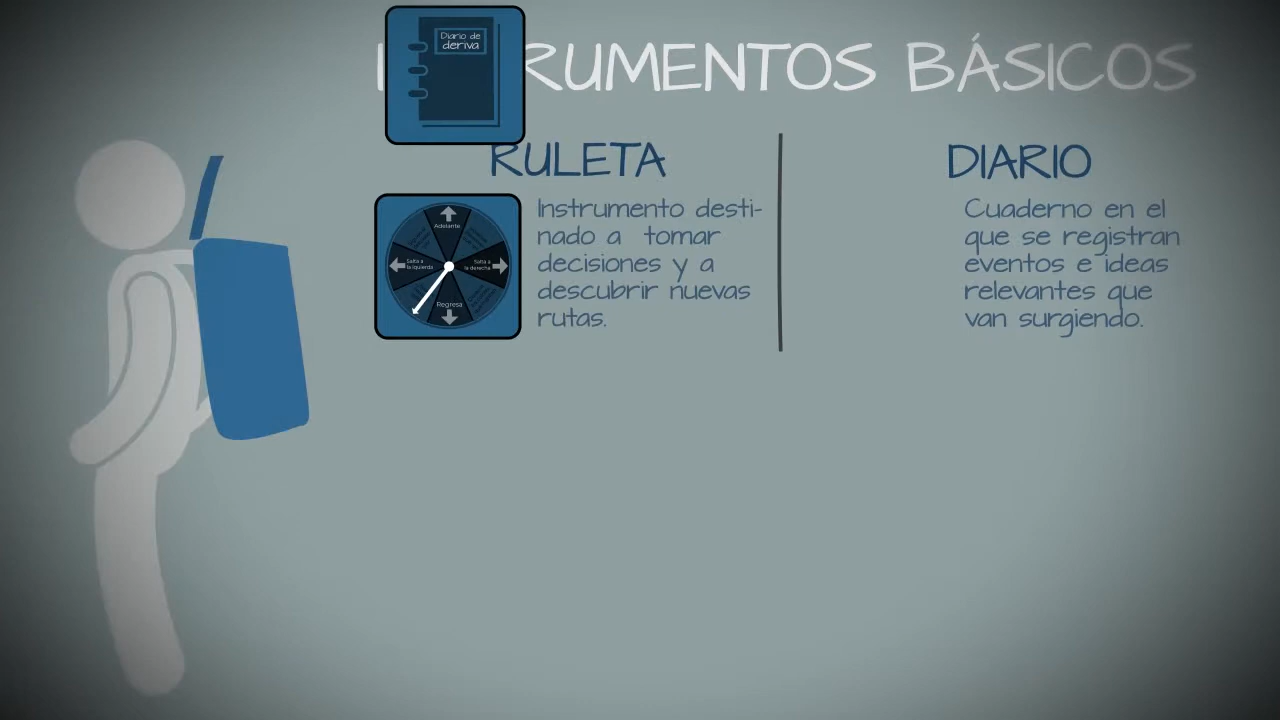 Diario de
deriva
RUMENTOS BÁSICOS
RULETA
Instrumento desti-
nado a tomar
decisiones y a
descubrir nuevas
rutas.
Adelante
Salta a
la izquierda
Salta a
la derecha
Regresa
DIARIO
Cuaderno en el
que se registran
eventos e ideas
relevantes que
van surgiendo.